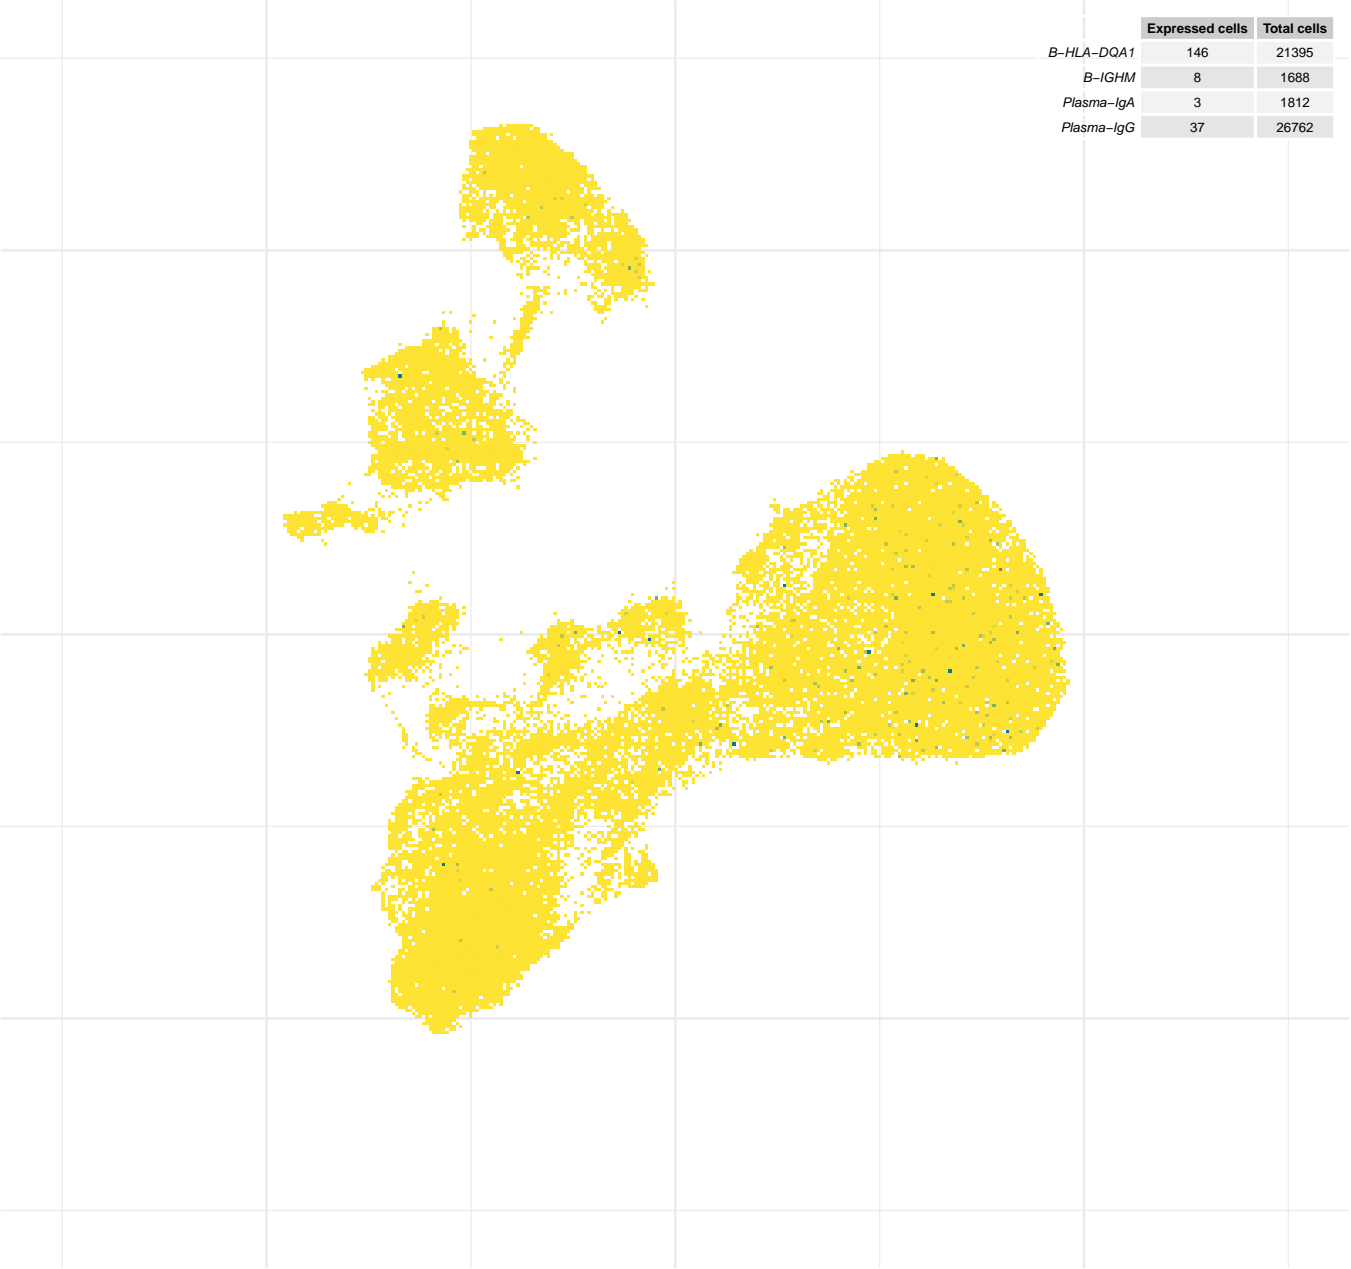 Expressed cells Total cells
B−HLA−DQA1 146 21395
B−IGHM 8 1688
Plasma−IgA 3 1812
Plasma−IgG 37 26762